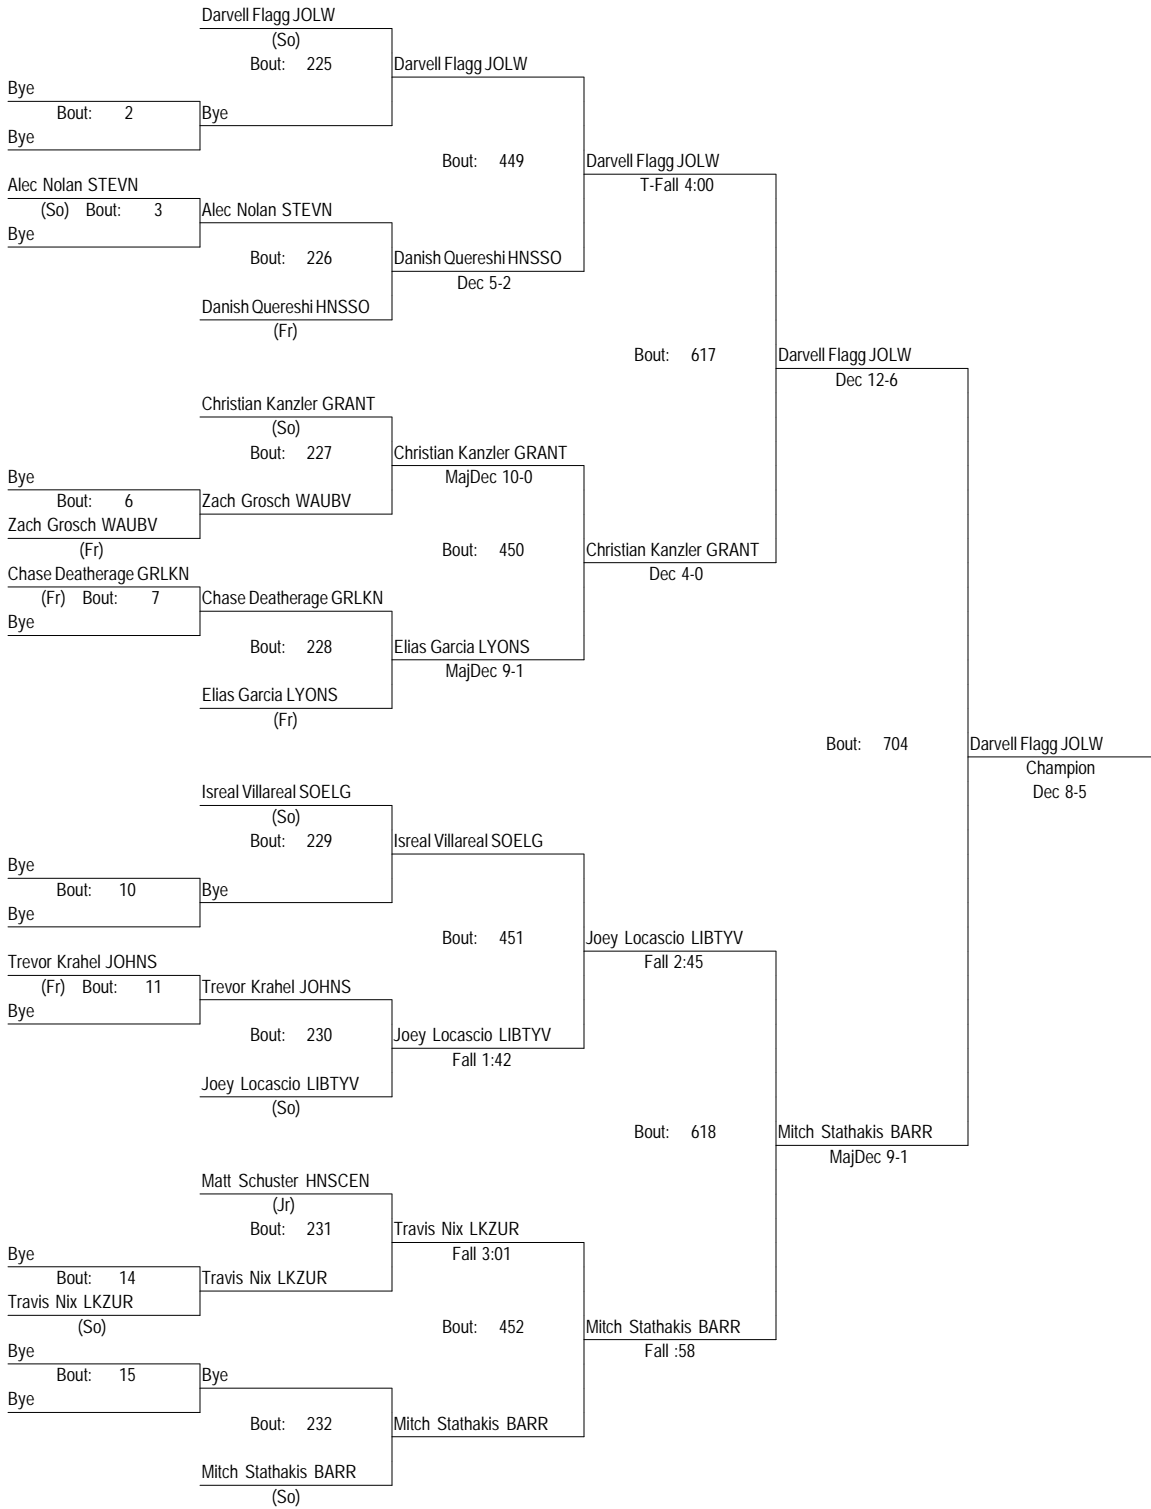 Darvell Flagg JOLW
(So)
Bout: 225
Darvell Flagg JOLW
Bye
Bout: 2
Bye
Bye
Bout: 449
Darvell Flagg JOLW
T-Fall 4:00
Alec Nolan STEVN
(So) Bout: 3
Alec Nolan STEVN
Bye
Bout: 226
Danish Quereshi HNSSO
Dec 5-2
Danish Quereshi HNSSO
(Fr)
Bout: 617
Darvell Flagg JOLW
Dec 12-6
Christian Kanzler GRANT
(So)
Bout: 227
Christian Kanzler GRANT
MajDec 10-0
Bye
Bout: 6
Zach Grosch WAUBV
Zach Grosch WAUBV
(Fr)
Bout: 450
Christian Kanzler GRANT
Dec 4-0
Chase Deatherage GRLKN
(Fr) Bout: 7
Chase Deatherage GRLKN
Bye
Bout: 228
Elias Garcia LYONS
MajDec 9-1
Elias Garcia LYONS
(Fr)
Bout: 704
Darvell Flagg JOLW
Champion
Dec 8-5
Isreal Villareal SOELG
(So)
Bout: 229
Isreal Villareal SOELG
Bye
Bout: 10
Bye
Bye
Bout: 451
Joey Locascio LIBTYV
Fall 2:45
Trevor Krahel JOHNS
(Fr) Bout: 11
Trevor Krahel JOHNS
Bye
Bout: 230
Joey Locascio LIBTYV
Fall 1:42
Joey Locascio LIBTYV
(So)
Bout: 618
Mitch Stathakis BARR
MajDec 9-1
Matt Schuster HNSCEN
(Jr)
Bout: 231
Travis Nix LKZUR
Fall 3:01
Bye
Bout: 14
Travis Nix LKZUR
Travis Nix LKZUR
(So)
Bout: 452
Mitch Stathakis BARR
Fall :58
Bye
Bout: 15
Bye
Bye
Bout: 232
Mitch Stathakis BARR
Mitch Stathakis BARR
(So)